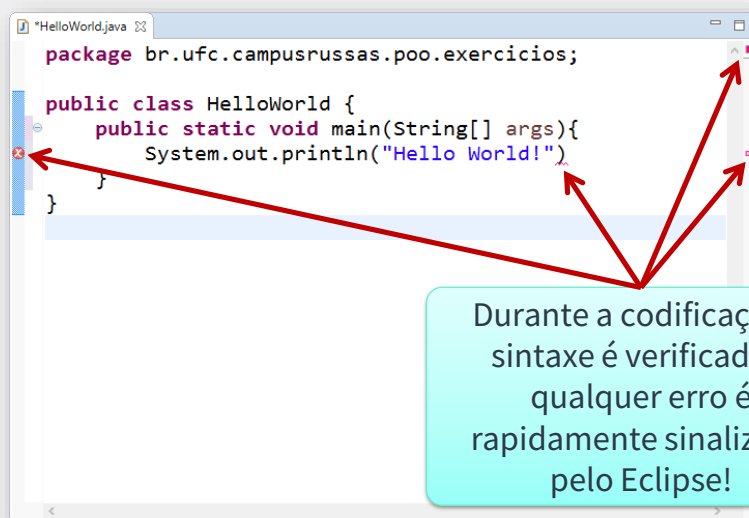 *HelloWorld.java
package br.ufc.campusrussas.poo.exercicios;
public class HelloWorld {
public static void main(String[] args){
System.out.println("Hello World!")
}
}
Durante a codificaç
sintaxe é verificad
qualquer erro é
rapidamente sinaliz
pelo Eclipse!